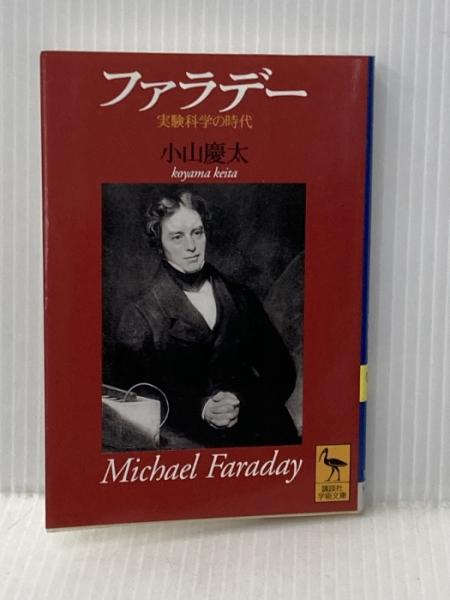 ファラデー
実験科学の時代
小山慶太
koyama keita
Michael Faraday
講談社
学術文庫